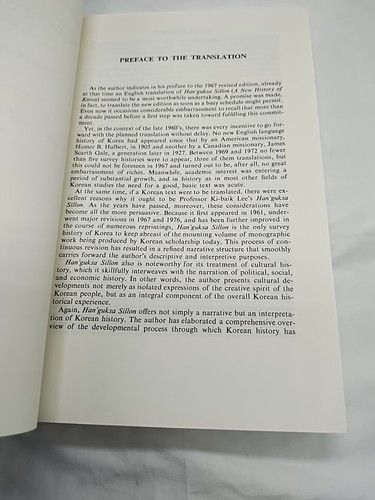 PREFACE TO THE TRANSLATION
As the author indicates in his preface to the 1967 revised edition, already
at that time an English translation of Han'guksa Sillon (A New History of
Korea) seemed to be a most worthwhile undertaking. A promise was made,
in fact, to translate the new edition as soon as a busy schedule might permit.
Even now it occasions considerable embarrassment to recall that more than
a decade passed before a first step was taken toward fulfilling this commit-
ment.
Yet, in the context of the late 1960's, there was every incentive to go for-
ward with the planned translation without delay. No new English language
history of Korea had appeared since that by an American missionary,
Homer B. Hulbert, in 1905 and another by a Canadian missionary, James
Scarth Gale, a generation later in 1927. Between 1969 and 1972 no fewer
than five survey histories were to appear, three of them translations, but
this could not be foreseen in 1967 and turned out to be, after all, no great
embarrassment of riches. Meanwhile, academic interest was entering a
period of substantial growth, and in history as in most other fields of
Korean studies the need for a good, basic text was acute.
At the same time, if a Korean text were to be translated, there were ex-
cellent reasons why it ought to be Professor Ki-baik Lee's Han'guksa
Sillon. As the years have passed, moreover, these considerations have
become all the more persuasive. Because it first appeared in 1961, under-
went major revisions in 1967 and 1976, and has been further improved in
the course of numerous reprintings, Han'guksa Sillon is the only survey
history of Korea to keep abreast of the mounting volume of monographic
work being produced by Korean scholarship today. This process of con-
tinuous revision has resulted in a refined narrative structure that smoothly
carries forward the author's descriptive and interpretive purposes.
Han'guksa Sillon also is noteworthy for its treatment of cultural his-
tory, which it skillfully interweaves with the narration of political, social,
and economic history. In other words, the author presents cultural de-
velopments not merely as isolated expressions of the creative spirit of the
Korean people, but as an integral component of the overall Korean his-
torical experience.
Again, Han'guksa Sillon offers not simply a narrative but an interpreta-
tion of Korean history. The author has elaborated a comprehensive over-
view of the developmental process through which Korean history has